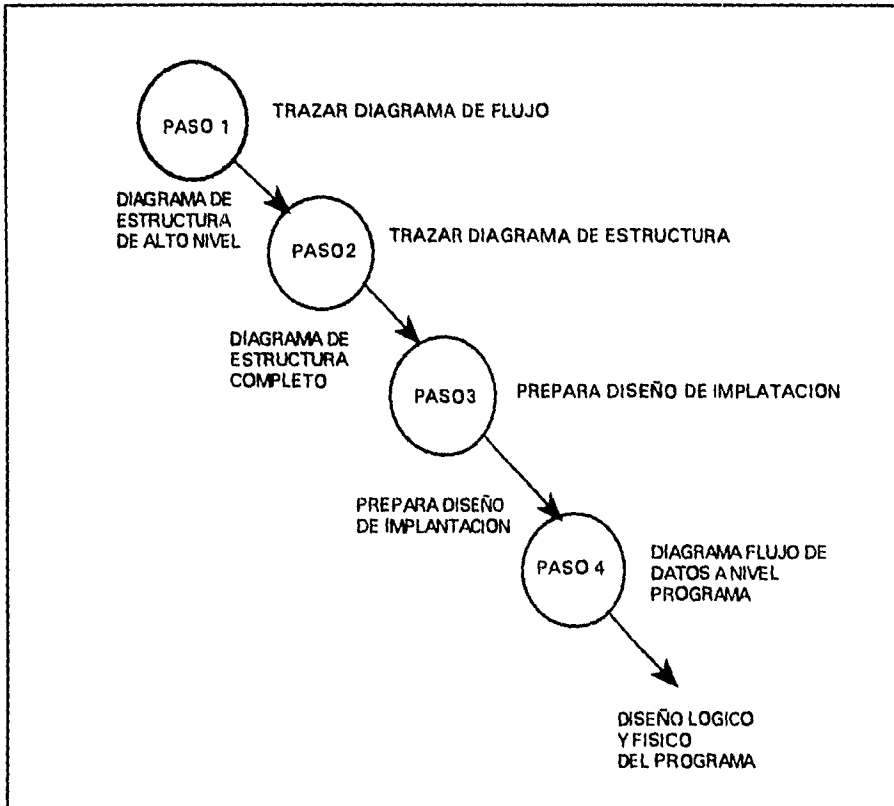 PASO 1
TRAZAR DIAGRAMA DE FLUJO
DIAGRAMA DE
ESTRUCTURA
DE ALTO NIVEL
PASO2
TRAZAR DIAGRAMA DE ESTRUCTURA
DIAGRAMA DE
ESTRUCTURA
COMPLETO
PASO3
PREPARA DISEÑO DE IMPLATACION
PREPARA DISEÑO
DE IMPLANTACION
PASO 4
DIAGRAMA FLUJO DE
DATOS A NIVEL
PROGRAMA
DISEÑO LOGICO
Y FISICO
DEL PROGRAMA